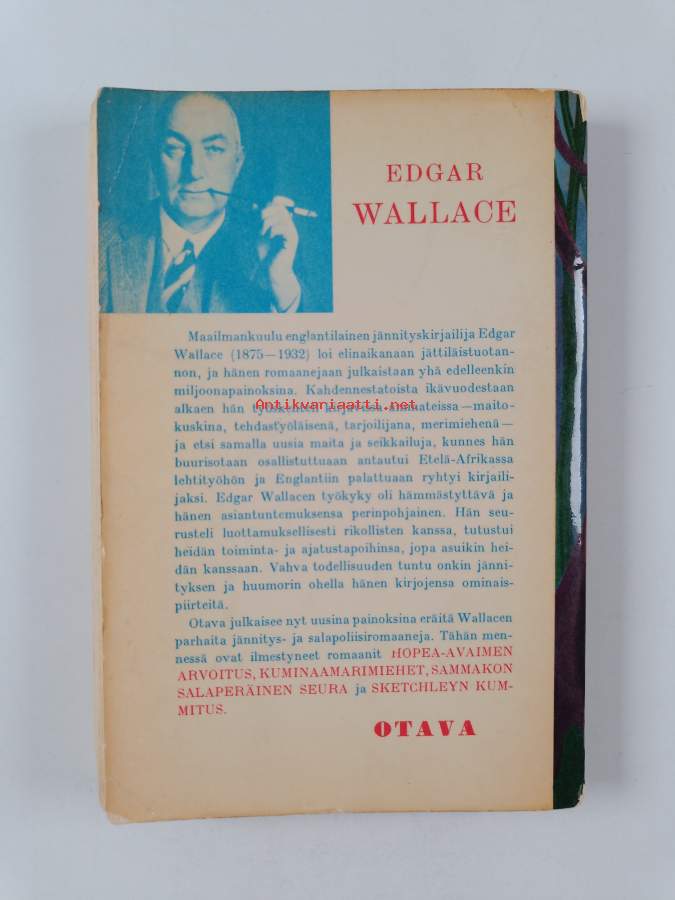 EDGAR
WALLACE
Maailmankuulu englantilainen jännityskirjailija Edgar
Wallace (1875—1932) loi elinaikanaan jättiläistuotan-
non, ja hänen romaanejaan julkaistaan yhä edelleenkin
miljoonapainoksina. Kahdennestatoista ikävuodestaan
Antikvariaatti.net
alkaen hän työskenteli kirjavissa ammateissa — maito-
kuskina, tehdastyöläisenä, tarjoilijana, merimiehenä —
ja etsi samalla uusia maita ja seikkailuja, kunnes hän
buurisotaan osallistuttuaan antautui Etelä-Afrikassa
lehtityöhön ja Englantiin palattuaan ryhtyi kirjaili-
jaksi. Edgar Wallacen työkyky oli hämmästyttävä ja
hänen asiantuntemuksensa perinpohjainen. Hän seu-
rusteli luottamuksellisesti rikollisten kanssa, tutustui
heidän toiminta- ja ajatustapoihinsa, jopa asuikin hei-
dän kanssaan. Vahva todellisuuden tuntu onkin jänni-
tyksen ja huumorin ohella hänen kirjojensa ominais-
piirteitä.
Otava julkaisee nyt uusina painoksina eräitä Wallacen
parhaita jännitys- ja salapoliisiromaaneja. Tähän men-
nessä ovat ilmestyneet romaanit HOPEA-AVAIMEN
ARVOITUS, KUMINAAMARIMIEHET, SAMMAKON
SALAPERÄINEN SEURA ja SKETCHLEYN KUM-
MITUS.
OTAVA